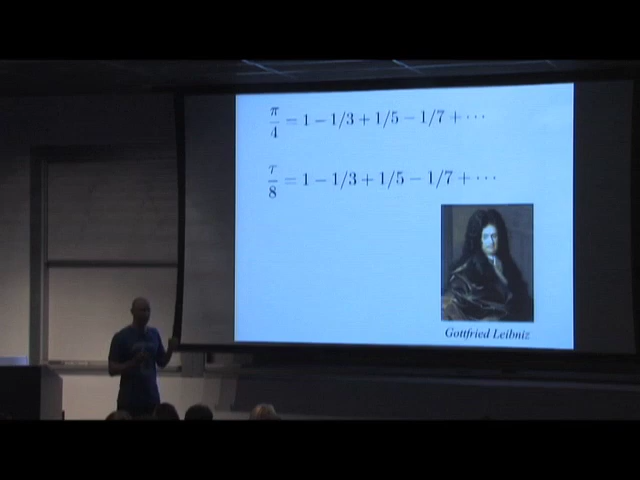 π/4 = 1 − 1/3 + 1/5 − 1/7 + ⋯
τ/8 = 1 − 1/3 + 1/5 − 1/7 + ⋯
Gottfried Leibniz